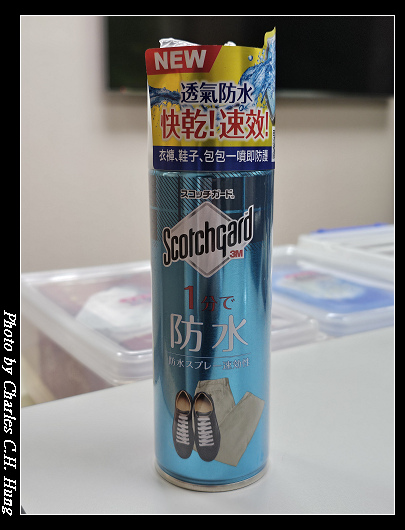 NEW
透氣防水
快乾!速效!
衣褲、鞋子、包包一噴即防護
スコッチガード
Scotchgard
3M
1分で
防水
防水スプレー速効性
Photo by Charles C.H. Hung